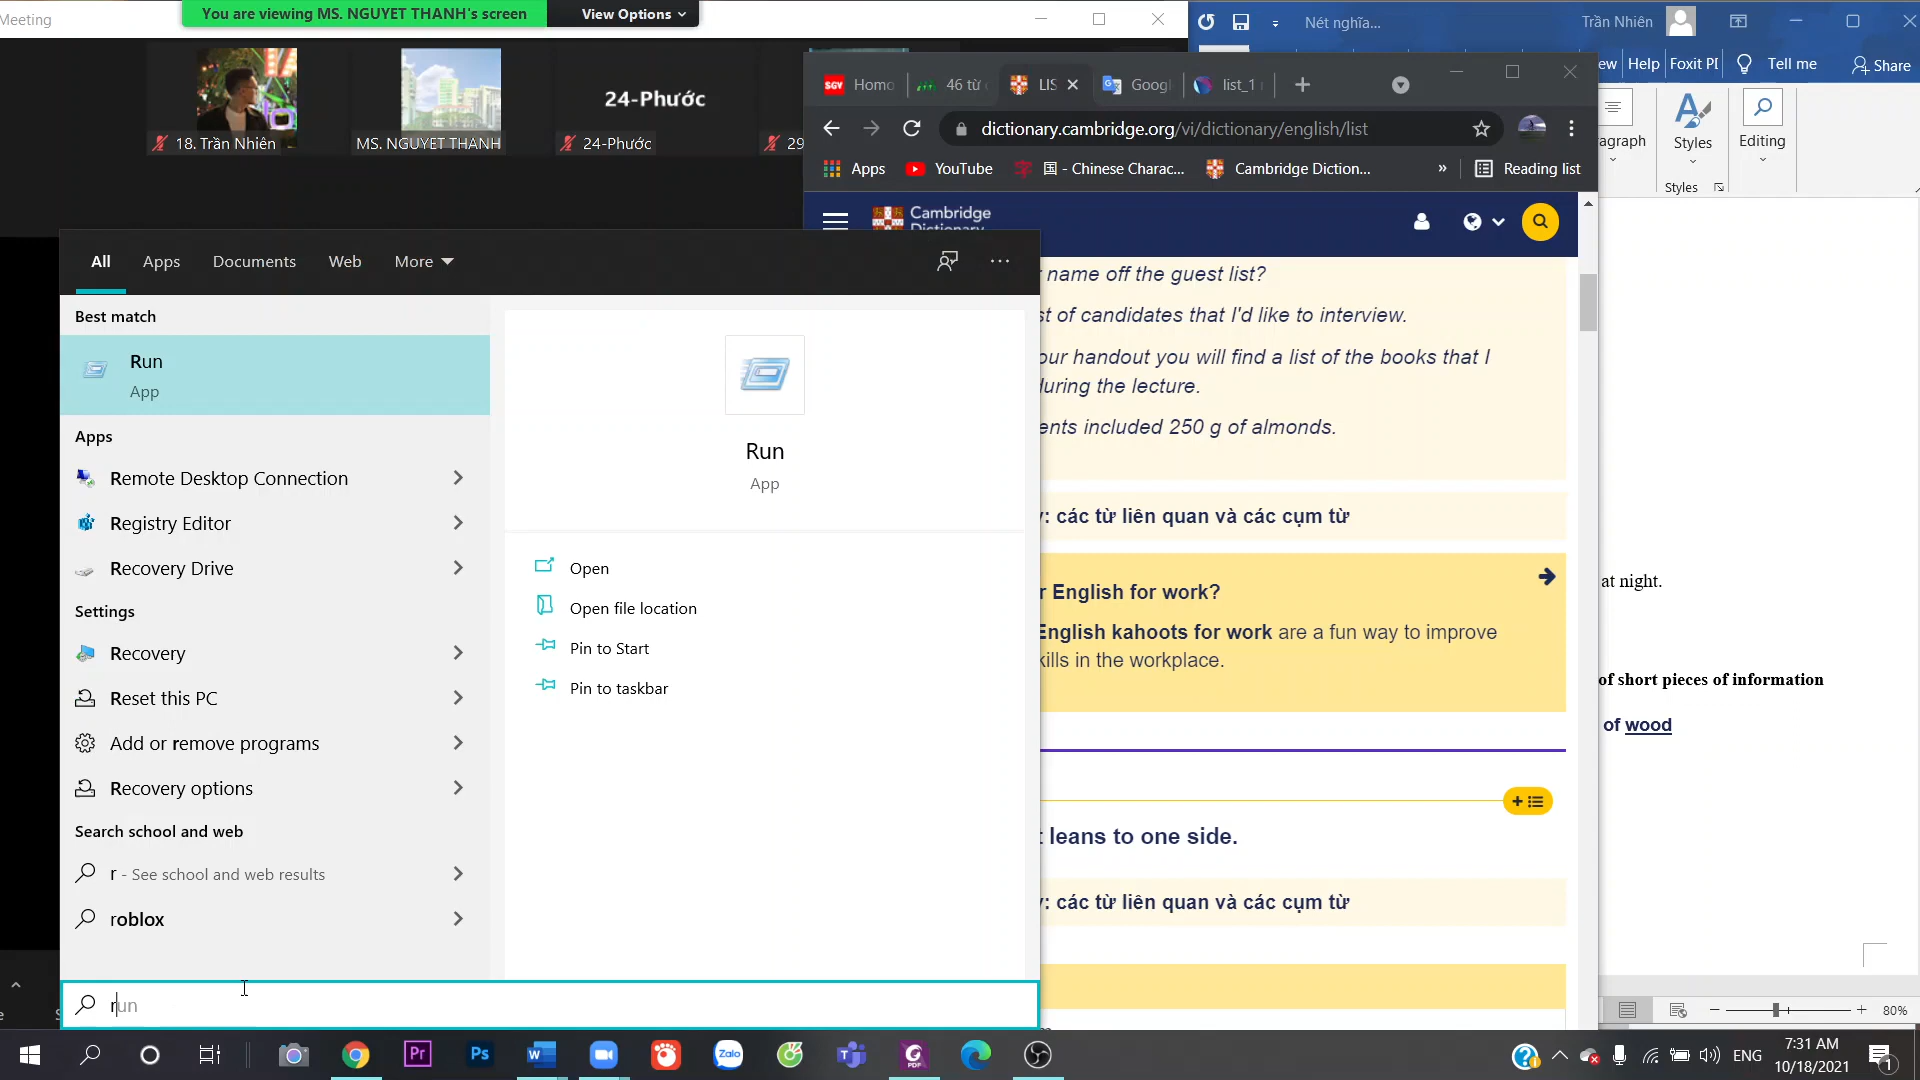 Meeting
You are viewing MS. NGUYET THANH's screen
View Options
18. Trần Nhiên
MS. NGUYET THANH
24-Phước
24-Phước
29
Nét nghĩa...
Trần Nhiên
ew Help Foxit PI Tell me Share
agraph
Styles
Editing
Styles
SGV Homo
46 từ
LIS
Googl
list_1
dictionary.cambridge.org/vi/dictionary/english/list
Apps
YouTube
国 - Chinese Charac...
Cambridge Diction...
»
Reading list
Cambridge
Dictionary
name off the guest list?
st of candidates that I'd like to interview.
our handout you will find a list of the books that I
during the lecture.
ents included 250 g of almonds.
y: các từ liên quan và các cụm từ
r English for work?
English kahoots for work are a fun way to improve
kills in the workplace.
t leans to one side.
y: các từ liên quan và các cụm từ
at night.
of short pieces of information
of wood
80%
All
Apps
Documents
Web
More
Best match
Run
App
Apps
Remote Desktop Connection
Registry Editor
Recovery Drive
Settings
Recovery
Reset this PC
Add or remove programs
Recovery options
Search school and web
r - See school and web results
roblox
run
Run
App
Open
Open file location
Pin to Start
Pin to taskbar
Pr
Ps
W
Zalo
PDF
ENG
7:31 AM
10/18/2021
1